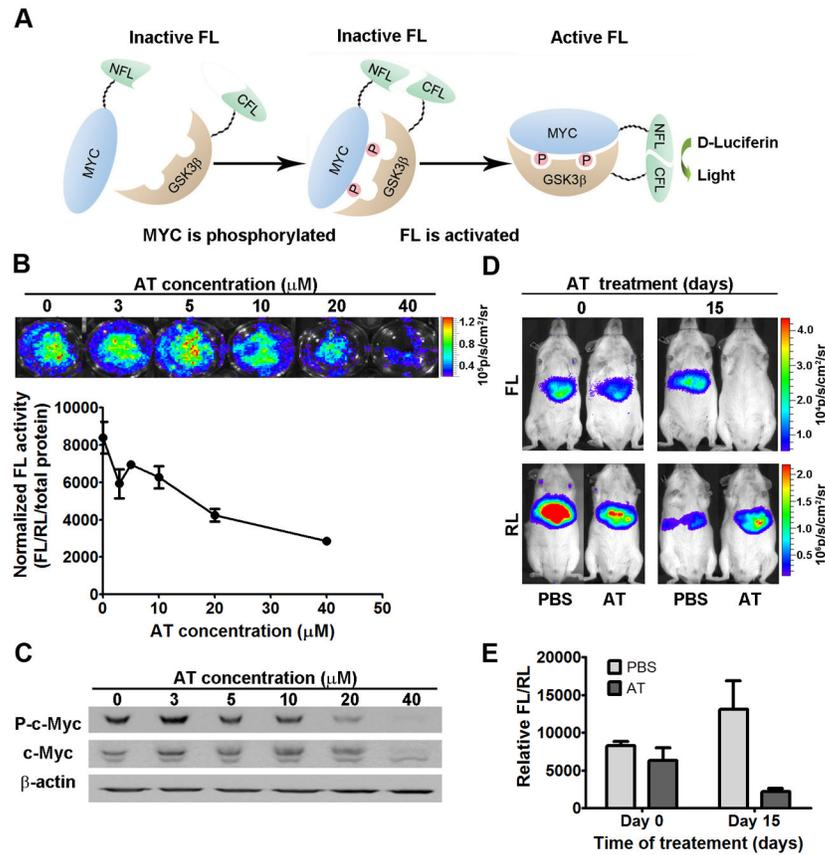 A
Inactive FL
Inactive FL
Active FL
NFL
CFL
MYC
GSK3β
NFL
CFL
MYC
P
P
GSK3β
MYC
P
P
GSK3β
NFL
CFL
D-Luciferin
Light
MYC is phosphorylated
FL is activated
B
AT concentration (µM)
0 3 5 10 20 40
1.2
0.8
0.4
10⁵p/s/cm²/sr
Normalized FL activity
(FL/RL/total protein)
10000
8000
6000
4000
2000
0
0 10 20 30 40 50
AT concentration (µM)
C
AT concentration (µM)
0 3 5 10 20 40
P-c-Myc
c-Myc
β-actin
D
AT treatment (days)
0 15
FL
4.0
3.0
2.0
1.0
10⁴p/s/cm²/sr
RL
2.0
1.5
1.0
0.5
10⁶p/s/cm²/sr
PBS AT PBS AT
E
Relative FL/RL
20000
15000
10000
5000
0
PBS
AT
Day 0 Day 15
Time of treatement (days)